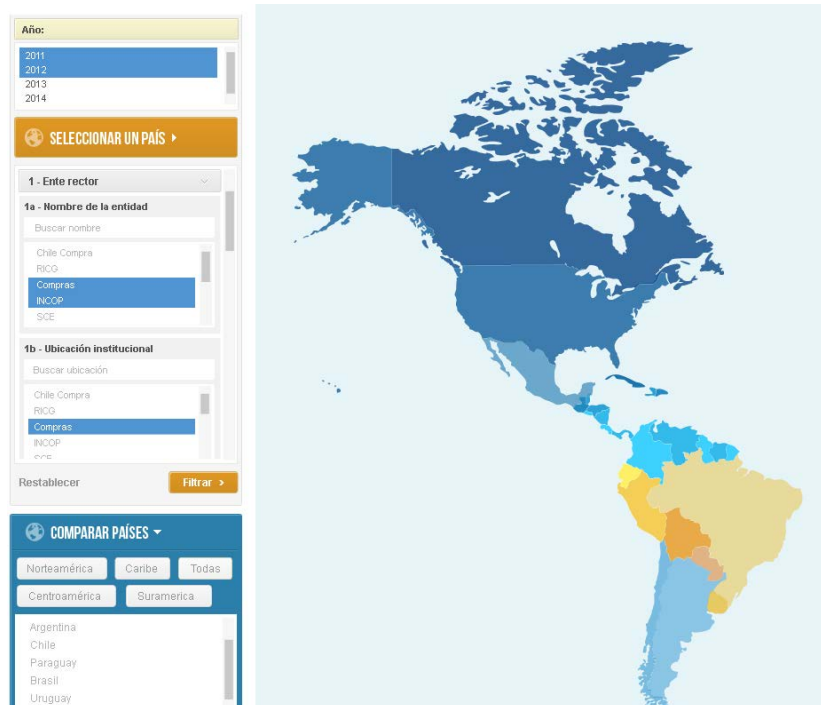 Año:
2011
2012
2013
2014
SELECCIONAR UN PAÍS
1 - Ente rector
1a - Nombre de la entidad
Buscar nombre
Chile Compra
RICG
Compras
INCOP
SCE
1b - Ubicación institucional
Buscar ubicación
Chile Compra
RICG
Compras
INCOP
SCE
Restablecer
Filtrar
COMPARAR PAÍSES
Norteamérica Caribe Todas
Centroamérica Suramerica
Argentina
Chile
Paraguay
Brasil
Uruguay